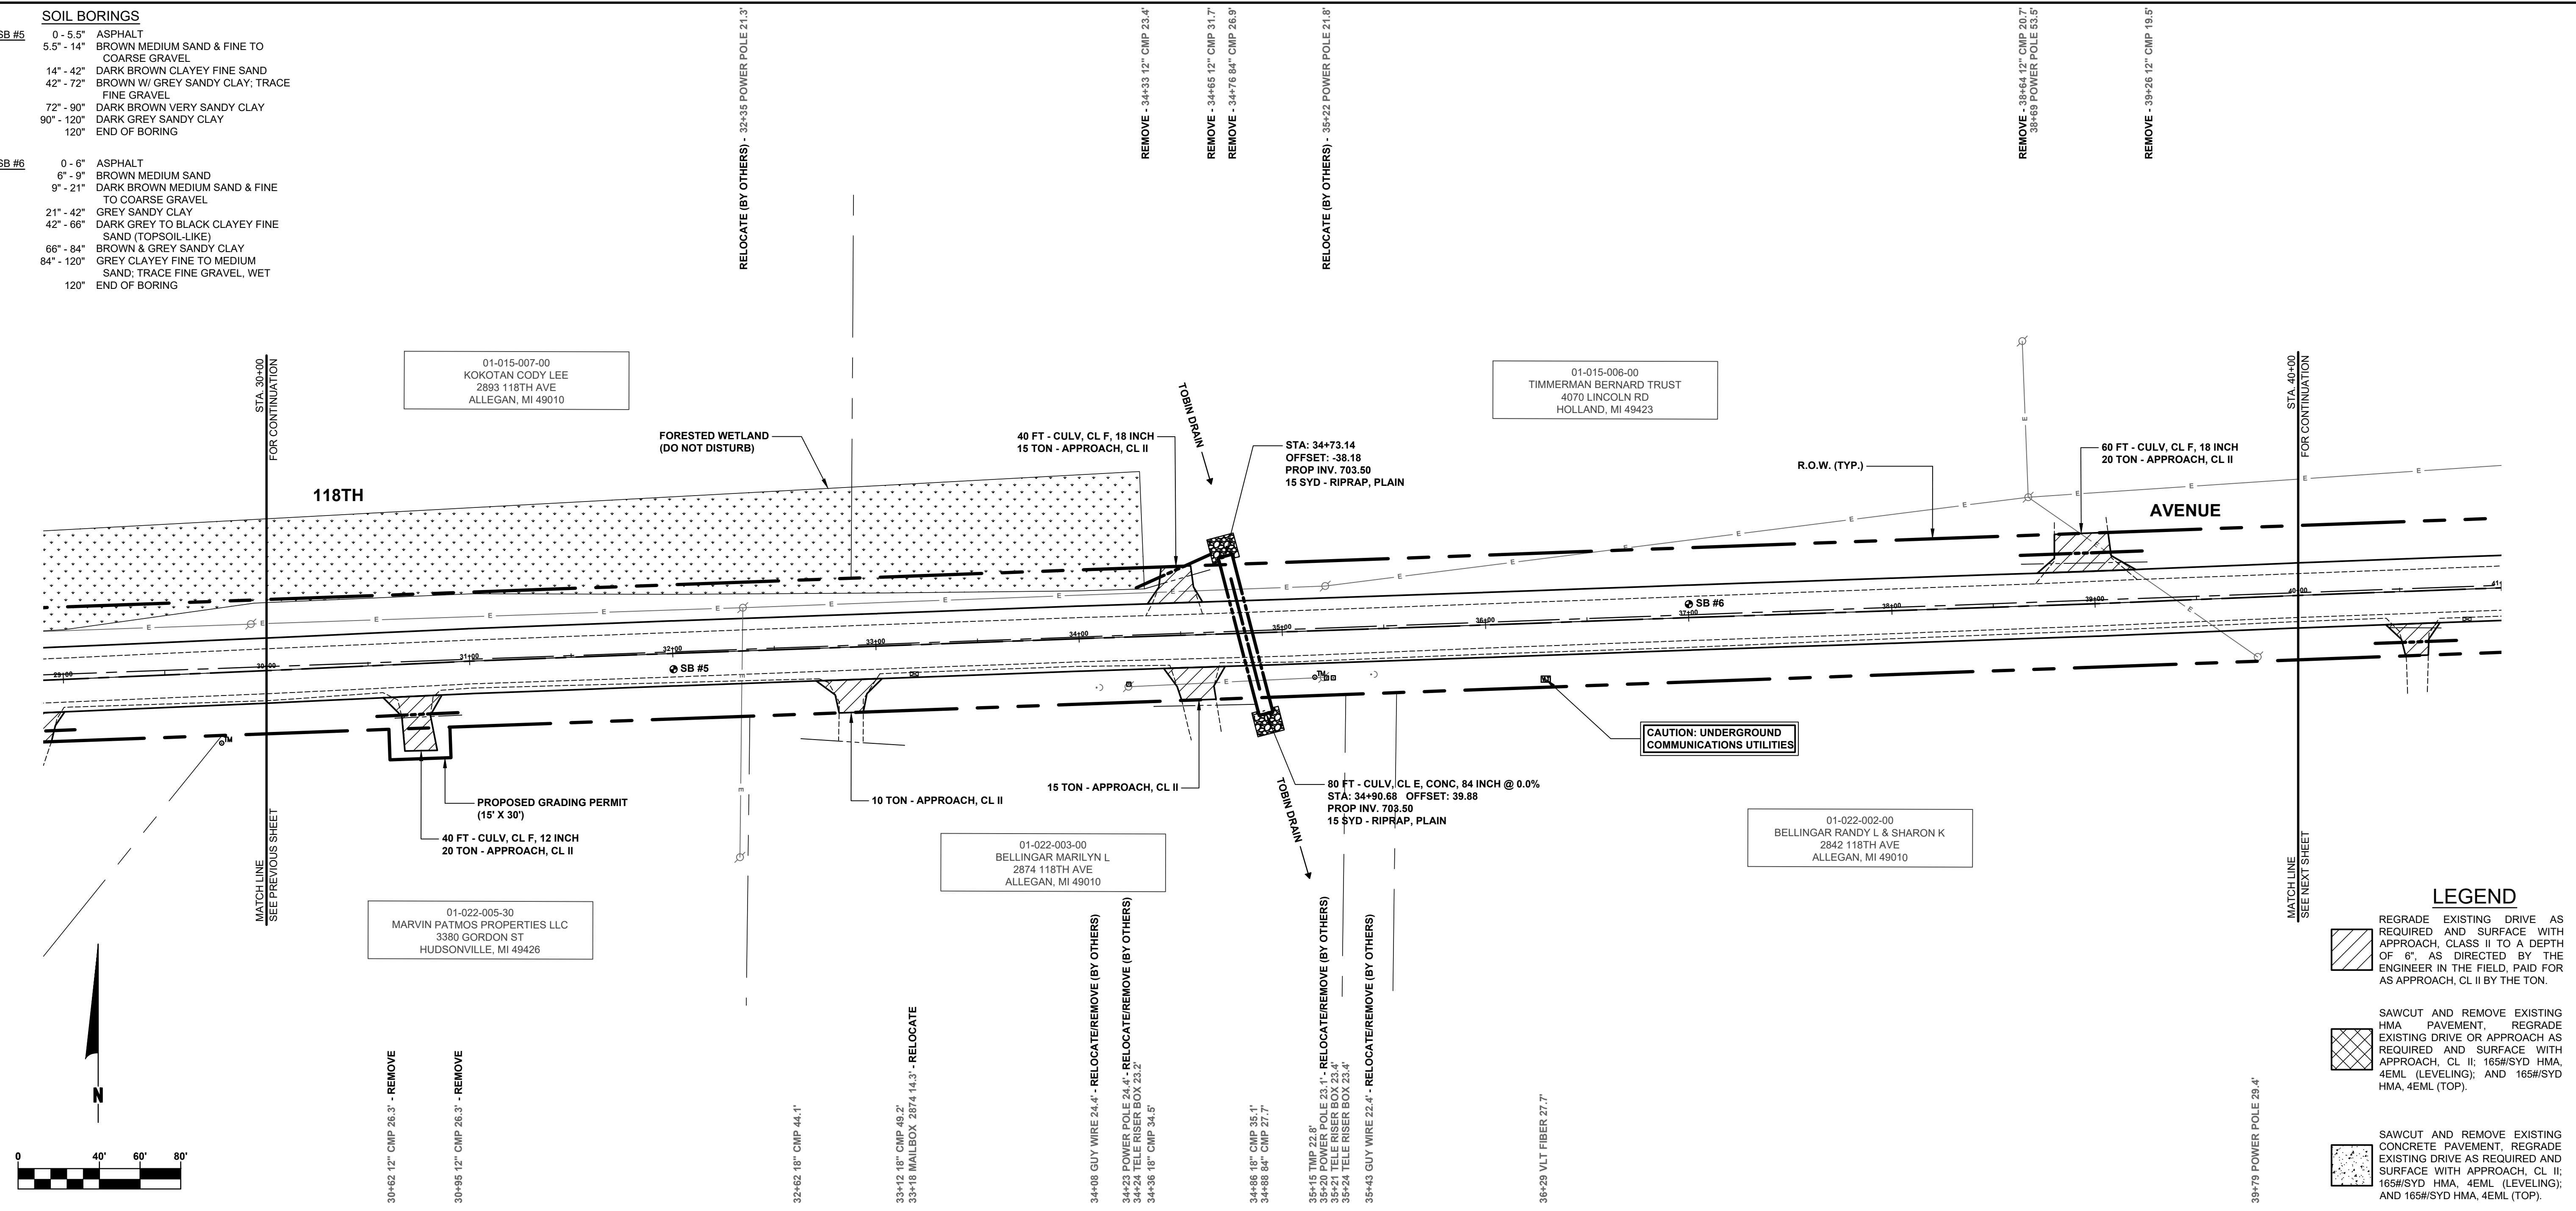 SOIL BORINGS
SB #5 0 - 5.5" ASPHALT
5.5" - 14" BROWN MEDIUM SAND & FINE TO
COARSE GRAVEL
14" - 42" DARK BROWN CLAYEY FINE SAND
42" - 72" BROWN W/ GREY SANDY CLAY; TRACE
FINE GRAVEL
72" - 90" DARK BROWN VERY SANDY CLAY
90" - 120" DARK GREY SANDY CLAY
120" END OF BORING
SB #6 0 - 6" ASPHALT
6" - 9" BROWN MEDIUM SAND
9" - 21" DARK BROWN MEDIUM SAND & FINE
TO COARSE GRAVEL
21" - 42" GREY SANDY CLAY
42" - 66" DARK GREY TO BLACK CLAYEY FINE
SAND (TOPSOIL-LIKE)
66" - 84" BROWN & GREY SANDY CLAY
84" - 120" GREY CLAYEY FINE TO MEDIUM
SAND; TRACE FINE GRAVEL, WET
120" END OF BORING
RELOCATE (BY OTHERS) - 32+35 POWER POLE 21.3'
REMOVE - 34+33 12" CMP 23.4'
REMOVE - 34+65 12" CMP 31.7'
REMOVE - 34+76 84" CMP 26.9'
RELOCATE (BY OTHERS) - 35+22 POWER POLE 21.8'
REMOVE - 38+64 12" CMP 20.7'
38+69 POWER POLE 53.5'
REMOVE - 39+26 12" CMP 19.5'
STA. 30+00
FOR CONTINUATION
01-015-007-00
KOKOTAN CODY LEE
2893 118TH AVE
ALLEGAN, MI 49010
01-015-006-00
TIMMERMAN BERNARD TRUST
4070 LINCOLN RD
HOLLAND, MI 49423
STA. 40+00
FOR CONTINUATION
FORESTED WETLAND
(DO NOT DISTURB)
40 FT - CULV, CL F, 18 INCH
15 TON - APPROACH, CL II
TOBIN DRAIN
STA: 34+73.14
OFFSET: -38.18
PROP INV. 703.50
15 SYD - RIPRAP, PLAIN
R.O.W. (TYP.)
60 FT - CULV, CL F, 18 INCH
20 TON - APPROACH, CL II
118TH
AVENUE
E E E E E E E E E E E E E E E E E E
29+00
30+00
31+00
32+00
33+00
34+00
35+00
36+00
37+00
38+00
39+00
40+00
SB #5
SB #6
TM
TM
CAUTION: UNDERGROUND
COMMUNICATIONS UTILITIES
PROPOSED GRADING PERMIT
(15' X 30')
40 FT - CULV, CL F, 12 INCH
20 TON - APPROACH, CL II
10 TON - APPROACH, CL II
15 TON - APPROACH, CL II
TOBIN DRAIN
80 FT - CULV, CL E, CONC, 84 INCH @ 0.0%
STA: 34+90.68 OFFSET: 39.88
PROP INV. 703.50
15 SYD - RIPRAP, PLAIN
MATCH LINE
SEE PREVIOUS SHEET
01-022-005-30
MARVIN PATMOS PROPERTIES LLC
3380 GORDON ST
HUDSONVILLE, MI 49426
01-022-003-00
BELLINGAR MARILYN L
2874 118TH AVE
ALLEGAN, MI 49010
01-022-002-00
BELLINGAR RANDY L & SHARON K
2842 118TH AVE
ALLEGAN, MI 49010
MATCH LINE
SEE NEXT SHEET
N
0 40' 60' 80'
30+62 12" CMP 26.3' - REMOVE
30+95 12" CMP 26.3' - REMOVE
32+62 18" CMP 44.1'
33+12 18" CMP 49.2'
33+18 MAILBOX 2874 14.3' - RELOCATE
34+08 GUY WIRE 24.4' - RELOCATE/REMOVE (BY OTHERS)
34+23 POWER POLE 24.4' - RELOCATE/REMOVE (BY OTHERS)
34+24 TELE RISER BOX 23.2'
34+36 18" CMP 34.5'
34+86 18" CMP 35.1'
34+88 84" CMP 27.7'
35+15 TMP 22.8'
35+20 POWER POLE 23.1' - RELOCATE/REMOVE (BY OTHERS)
35+21 TELE RISER BOX 23.4'
35+24 TELE RISER BOX 23.4'
35+43 GUY WIRE 22.4' - RELOCATE/REMOVE (BY OTHERS)
36+29 VLT FIBER 27.7'
39+79 POWER POLE 29.4'
LEGEND
REGRADE EXISTING DRIVE AS
REQUIRED AND SURFACE WITH
APPROACH, CLASS II TO A DEPTH
OF 6", AS DIRECTED BY THE
ENGINEER IN THE FIELD, PAID FOR
AS APPROACH, CL II BY THE TON.
SAWCUT AND REMOVE EXISTING
HMA PAVEMENT, REGRADE
EXISTING DRIVE OR APPROACH AS
REQUIRED AND SURFACE WITH
APPROACH, CL II; 165#/SYD HMA,
4EML (LEVELING); AND 165#/SYD
HMA, 4EML (TOP).
SAWCUT AND REMOVE EXISTING
CONCRETE PAVEMENT, REGRADE
EXISTING DRIVE AS REQUIRED AND
SURFACE WITH APPROACH, CL II;
165#/SYD HMA, 4EML (LEVELING);
AND 165#/SYD HMA, 4EML (TOP).